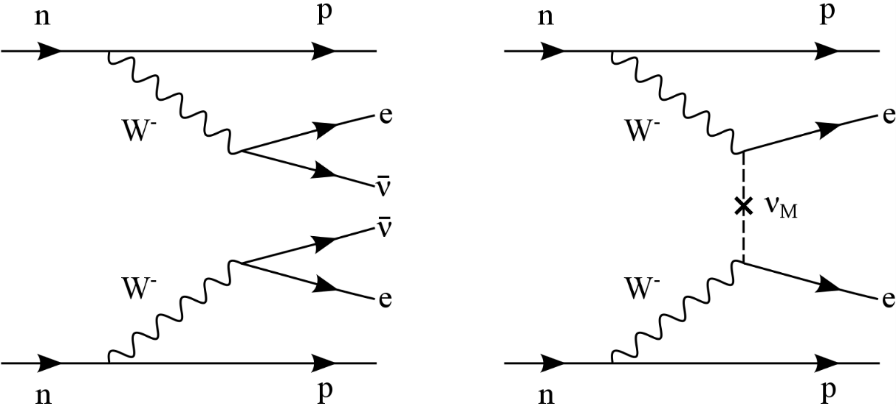 n p n p
W⁻ e W⁻ e
ν̄ ν_M
ν̄
W⁻ e W⁻ e
n p n p